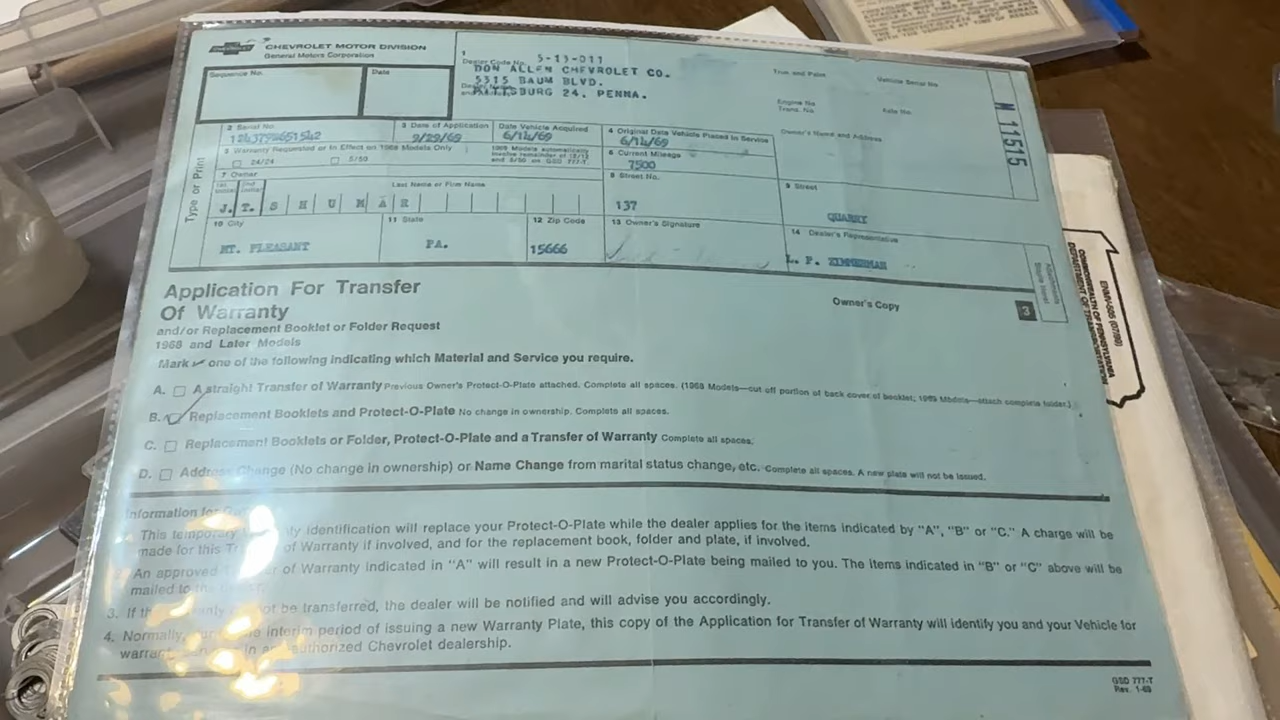 CHEVROLET MOTOR DIVISION
General Motors Corporation
Sequence No.
Date
1
Dealer Code No. 5-13-011
DON ALLEN CHEVROLET CO.
5315 BAUM BLVD.
PITTSBURG 24, PENNA.
Trim and Paint
Vehicle Serial No.
Engine No.
Trans. No.
Axle No.
Owner's Name and Address
N 11515
Type or Print
2 Serial No.
124379N651542
3 Date of Application
9/29/69
Date Vehicle Acquired
6/14/69
4 Original Date Vehicle Placed In Service
6/14/69
5 Warranty Requested or In Effect on 1968 Models Only
24/24
5/50
1969 Models automatically
involve remainder of 12/12
and 5/50 on GSD 777-T.
6 Current Mileage
7500
7 Owner
1st Initial
2nd Initial
Last Name or Firm Name
J. T. S H U M A R
8 Street No.
137
9 Street
QUARRY
10 City
MT. PLEASANT
11 State
PA.
12 Zip Code
15666
13 Owner's Signature
14 Dealer's Representative
L. P. ZIMMERMAN
Application For Transfer
Of Warranty
Owner's Copy
3
and/or Replacement Booklet or Folder Request
1968 and Later Models
Mark ✓ one of the following indicating which Material and Service you require.
A. A straight Transfer of Warranty Previous Owner's Protect-O-Plate attached. Complete all spaces. (1968 Models—cut off portion of back cover of booklet; 1969 Models—attach complete folder.)
B. Replacement Booklets and Protect-O-Plate No change in ownership. Complete all spaces.
C. Replacement Booklets or Folder, Protect-O-Plate and a Transfer of Warranty Complete all spaces.
D. Address Change (No change in ownership) or Name Change from marital status change, etc. Complete all spaces. A new plate will not be issued.
Information for
This temporary identification will replace your Protect-O-Plate while the dealer applies for the items indicated by "A", "B" or "C." A charge will be
made for this of Warranty if involved, and for the replacement book, folder and plate, if involved.
An approved of Warranty indicated in "A" will result in a new Protect-O-Plate being mailed to you. The items indicated in "B" or "C" above will be
mailed to
3. If not be transferred, the dealer will be notified and will advise you accordingly.
4. Normally, interim period of issuing a new Warranty Plate, this copy of the Application for Transfer of Warranty will identify you and your Vehicle for
in authorized Chevrolet dealership.
GSD 777-T
Rev. 1-69
COMMONWEALTH OF PENNSYLVANIA
DEPARTMENT OF TRANSPORTATION